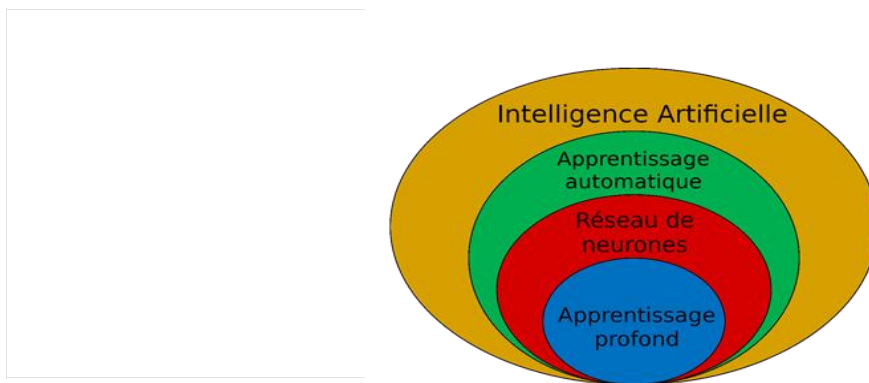 Intelligence Artificielle
Apprentissage
automatique
Réseau de
neurones
Apprentissage
profond